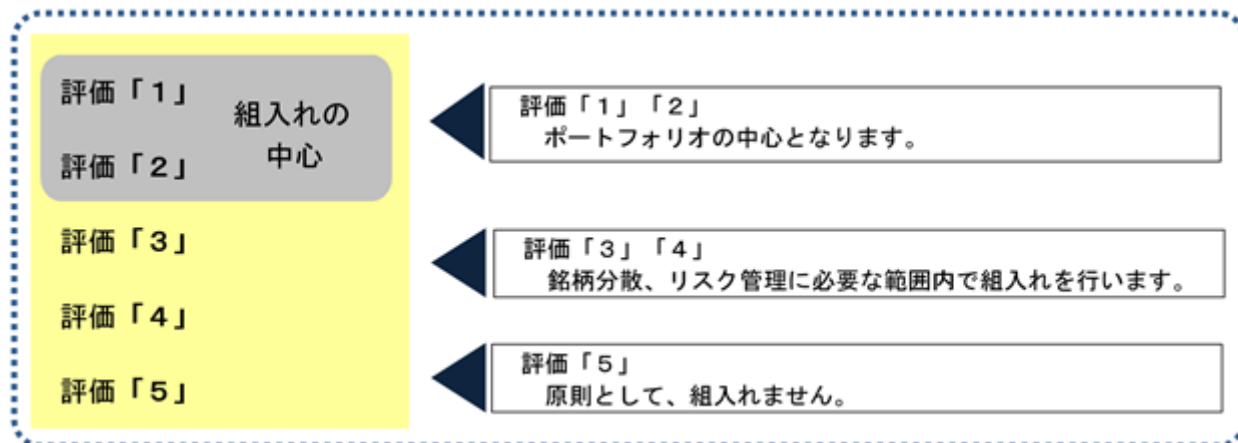 評価「１」
組入れの
中心
評価「２」
評価「３」
評価「４」
評価「５」
評価「１」「２」
ポートフォリオの中心となります。
評価「３」「４」
銘柄分散、リスク管理に必要な範囲内で組入れを行います。
評価「５」
原則として、組入れません。